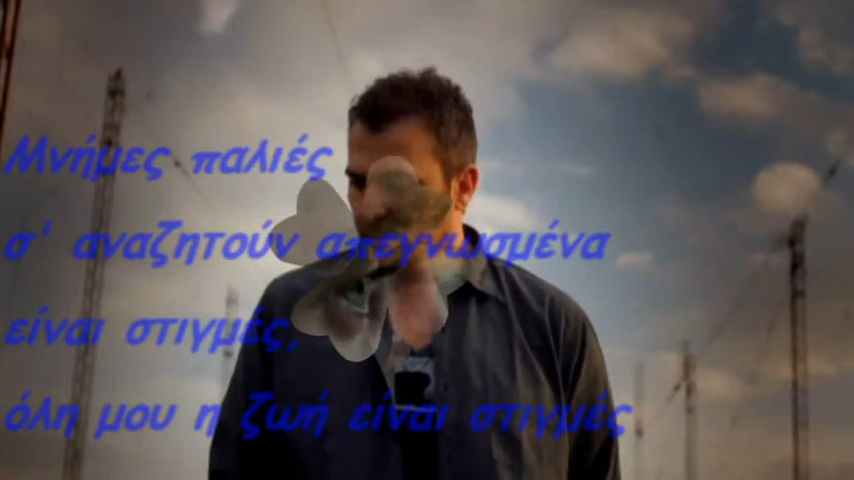 Μνήμες παλιές
σ' αναζητούν απεγνωσμένα
είναι στιγμές,
όλη μου η ζωή είναι στιγμές